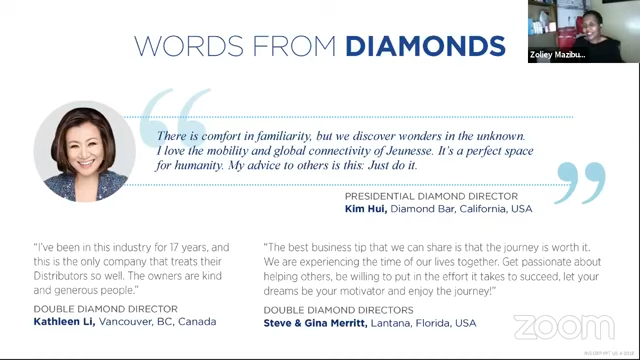 WORDS FROM DIAMONDS
Zoliey Mazibu...
There is comfort in familiarity, but we discover wonders in the unknown.
I love the mobility and global connectivity of Jeunesse. It's a perfect space
for humanity. My advice to others is this: Just do it.
PRESIDENTIAL DIAMOND DIRECTOR
Kim Hui, Diamond Bar, California, USA
“I've been in this industry for 17 years, and
this is the only company that treats their
Distributors so well. The owners are kind
and generous people.”
DOUBLE DIAMOND DIRECTOR
Kathleen Li, Vancouver, BC, Canada
“The best business tip that we can share is that the journey is worth it.
We are experiencing the time of our lives together. Get passionate about
helping others, be willing to put in the effort it takes to succeed, let your
dreams be your motivator and enjoy the journey!”
DOUBLE DIAMOND DIRECTORS
Steve & Gina Merritt, Lantana, Florida, USA
zoom